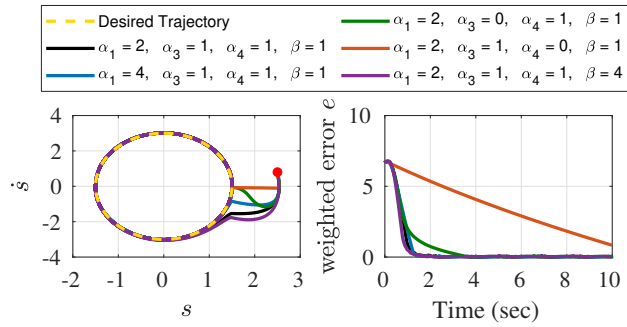 Desired Trajectory
α₁ = 2, α₃ = 1, α₄ = 1, β = 1
α₁ = 4, α₃ = 1, α₄ = 1, β = 1
α₁ = 2, α₃ = 0, α₄ = 1, β = 1
α₁ = 2, α₃ = 1, α₄ = 0, β = 1
α₁ = 2, α₃ = 1, α₄ = 1, β = 4
4
2
0
-2
-4
ṡ
-2 -1 0 1 2 3
s
10
5
0
weighted error e
0 2 4 6 8 10
Time (sec)